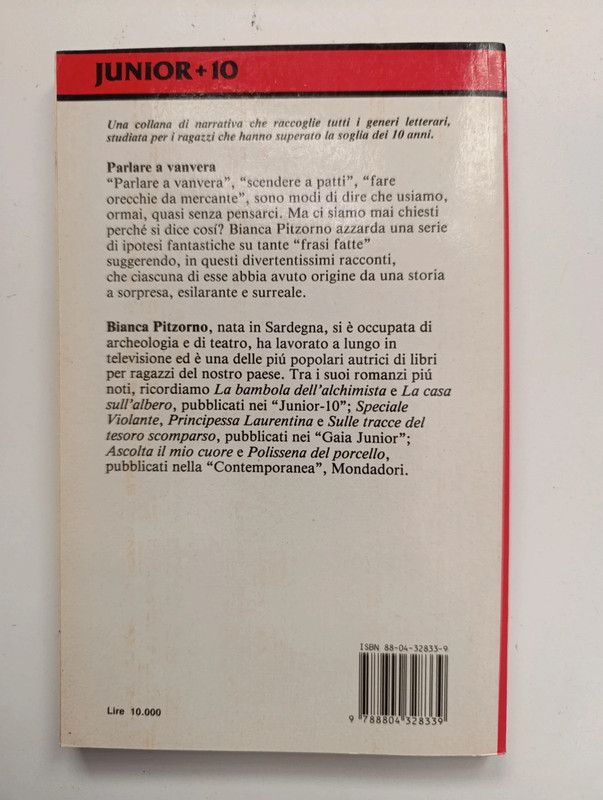 JUNIOR+10
Una collana di narrativa che raccoglie tutti i generi letterari,
studiata per i ragazzi che hanno superato la soglia dei 10 anni.
Parlare a vanvera
“Parlare a vanvera”, “scendere a patti”, “fare
orecchie da mercante”, sono modi di dire che usiamo,
ormai, quasi senza pensarci. Ma ci siamo mai chiesti
perché si dice cosí? Bianca Pitzorno azzarda una serie
di ipotesi fantastiche su tante “frasi fatte”
suggerendo, in questi divertentissimi racconti,
che ciascuna di esse abbia avuto origine da una storia
a sorpresa, esilarante e surreale.
Bianca Pitzorno, nata in Sardegna, si è occupata di
archeologia e di teatro, ha lavorato a lungo in
televisione ed è una delle piú popolari autrici di libri
per ragazzi del nostro paese. Tra i suoi romanzi piú
noti, ricordiamo La bambola dell'alchimista e La casa
sull'albero, pubblicati nei “Junior-10”; Speciale
Violante, Principessa Laurentina e Sulle tracce del
tesoro scomparso, pubblicati nei “Gaia Junior”;
Ascolta il mio cuore e Polissena del porcello,
pubblicati nella “Contemporanea”, Mondadori.
ISBN 88-04-32833-9
Lire 10.000
9 788804 328339